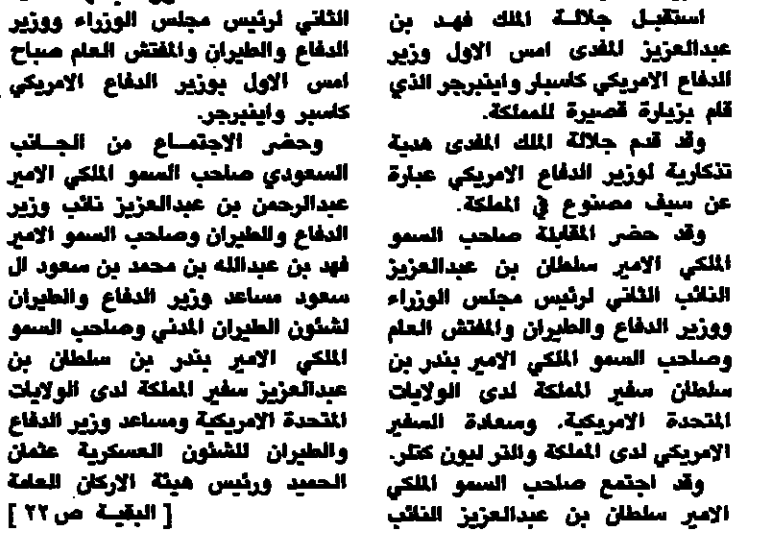 استقبل جلالة الملك فهد بن
عبدالعزيز المفدى امس الاول وزير
الدفاع الامريكي كاسبار واينبرجر الذي
قام بزيارة قصيرة للمملكة.
وقد قدم جلالة الملك المفدى هدية
تذكارية لوزير الدفاع الامريكي عبارة
عن سيف مصنوع في المملكة.
وقد حضر المقابلة صاحب السمو
الملكي الامير سلطان بن عبدالعزيز
النائب الثاني لرئيس مجلس الوزراء
ووزير الدفاع والطيران والمفتش العام
وصاحب السمو الملكي الامير بندر بن
سلطان سفير المملكة لدى الولايات
المتحدة الامريكية. وسعادة السفير
الامريكي لدى المملكة والتر ليون كتلر.
وقد اجتمع صاحب السمو الملكي
الامير سلطان بن عبدالعزيز النائب
الثاني لرئيس مجلس الوزراء ووزير
الدفاع والطيران والمفتش العام صباح
امس الاول بوزير الدفاع الامريكي
كاسبر واينبرجر.
وحضر الاجتماع من الجانب
السعودي صاحب السمو الملكي الامير
عبدالرحمن بن عبدالعزيز نائب وزير
الدفاع والطيران وصاحب السمو الامير
فهد بن عبدالله بن محمد بن سعود ال
سعود مساعد وزير الدفاع والطيران
لشئون الطيران المدني وصاحب السمو
الملكي الامير بندر بن سلطان بن
عبدالعزيز سفير المملكة لدى الولايات
المتحدة الامريكية ومساعد وزير الدفاع
والطيران للشئون العسكرية عثمان
الحميد ورئيس هيئة الاركان العامة
[ البقية ص ٢٢ ]